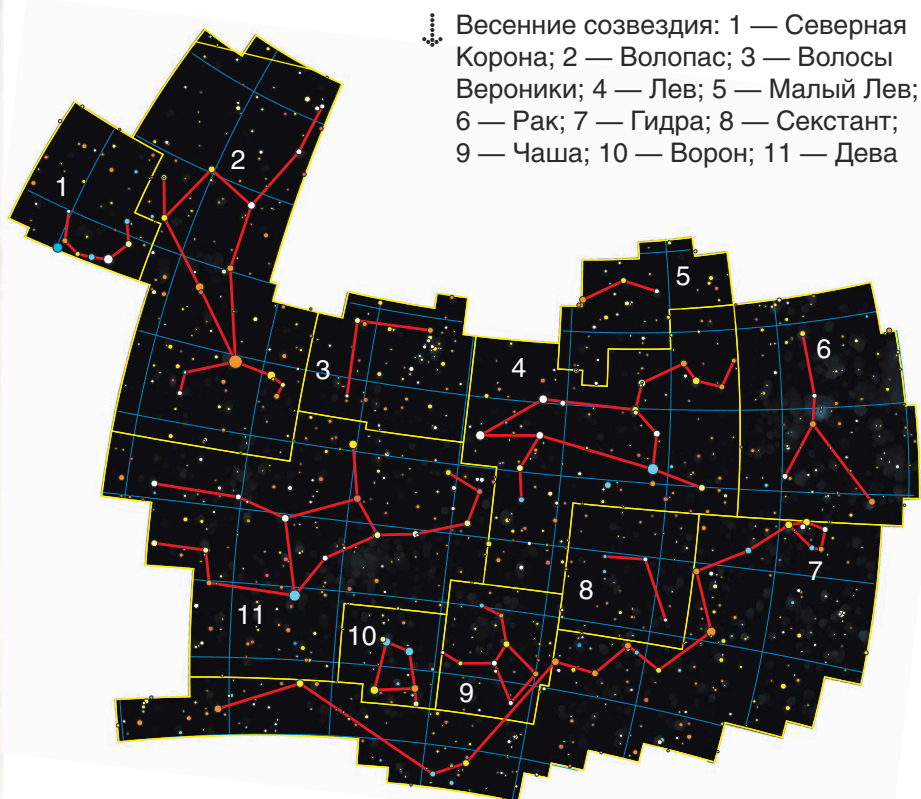 Весенние созвездия: 1 — Северная
Корона; 2 — Волопас; 3 — Волосы
Вероники; 4 — Лев; 5 — Малый Лев;
6 — Рак; 7 — Гидра; 8 — Секстант;
9 — Чаша; 10 — Ворон; 11 — Дева
1
2
3
4
5
6
7
8
9
10
11